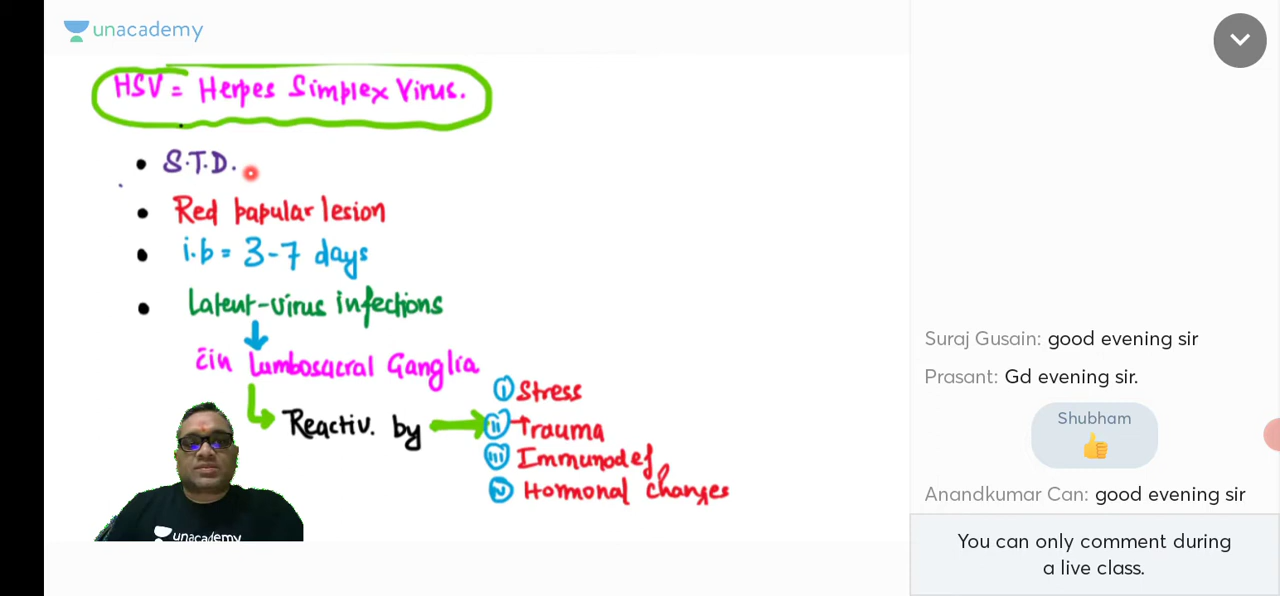 unacademy
HSV = Herpes Simplex Virus.
• S.T.D.
• Red papular lesion
• i.b = 3-7 days
• Latent-virus infections
in Lumbosacral Ganglia
Reactiv. by
i Stress
ii Trauma
iii Immunodef,
iv Hormonal changes
unacademy
Suraj Gusain: good evening sir
Prasant: Gd evening sir.
Shubham
👍
Anandkumar Can: good evening sir
You can only comment during
a live class.